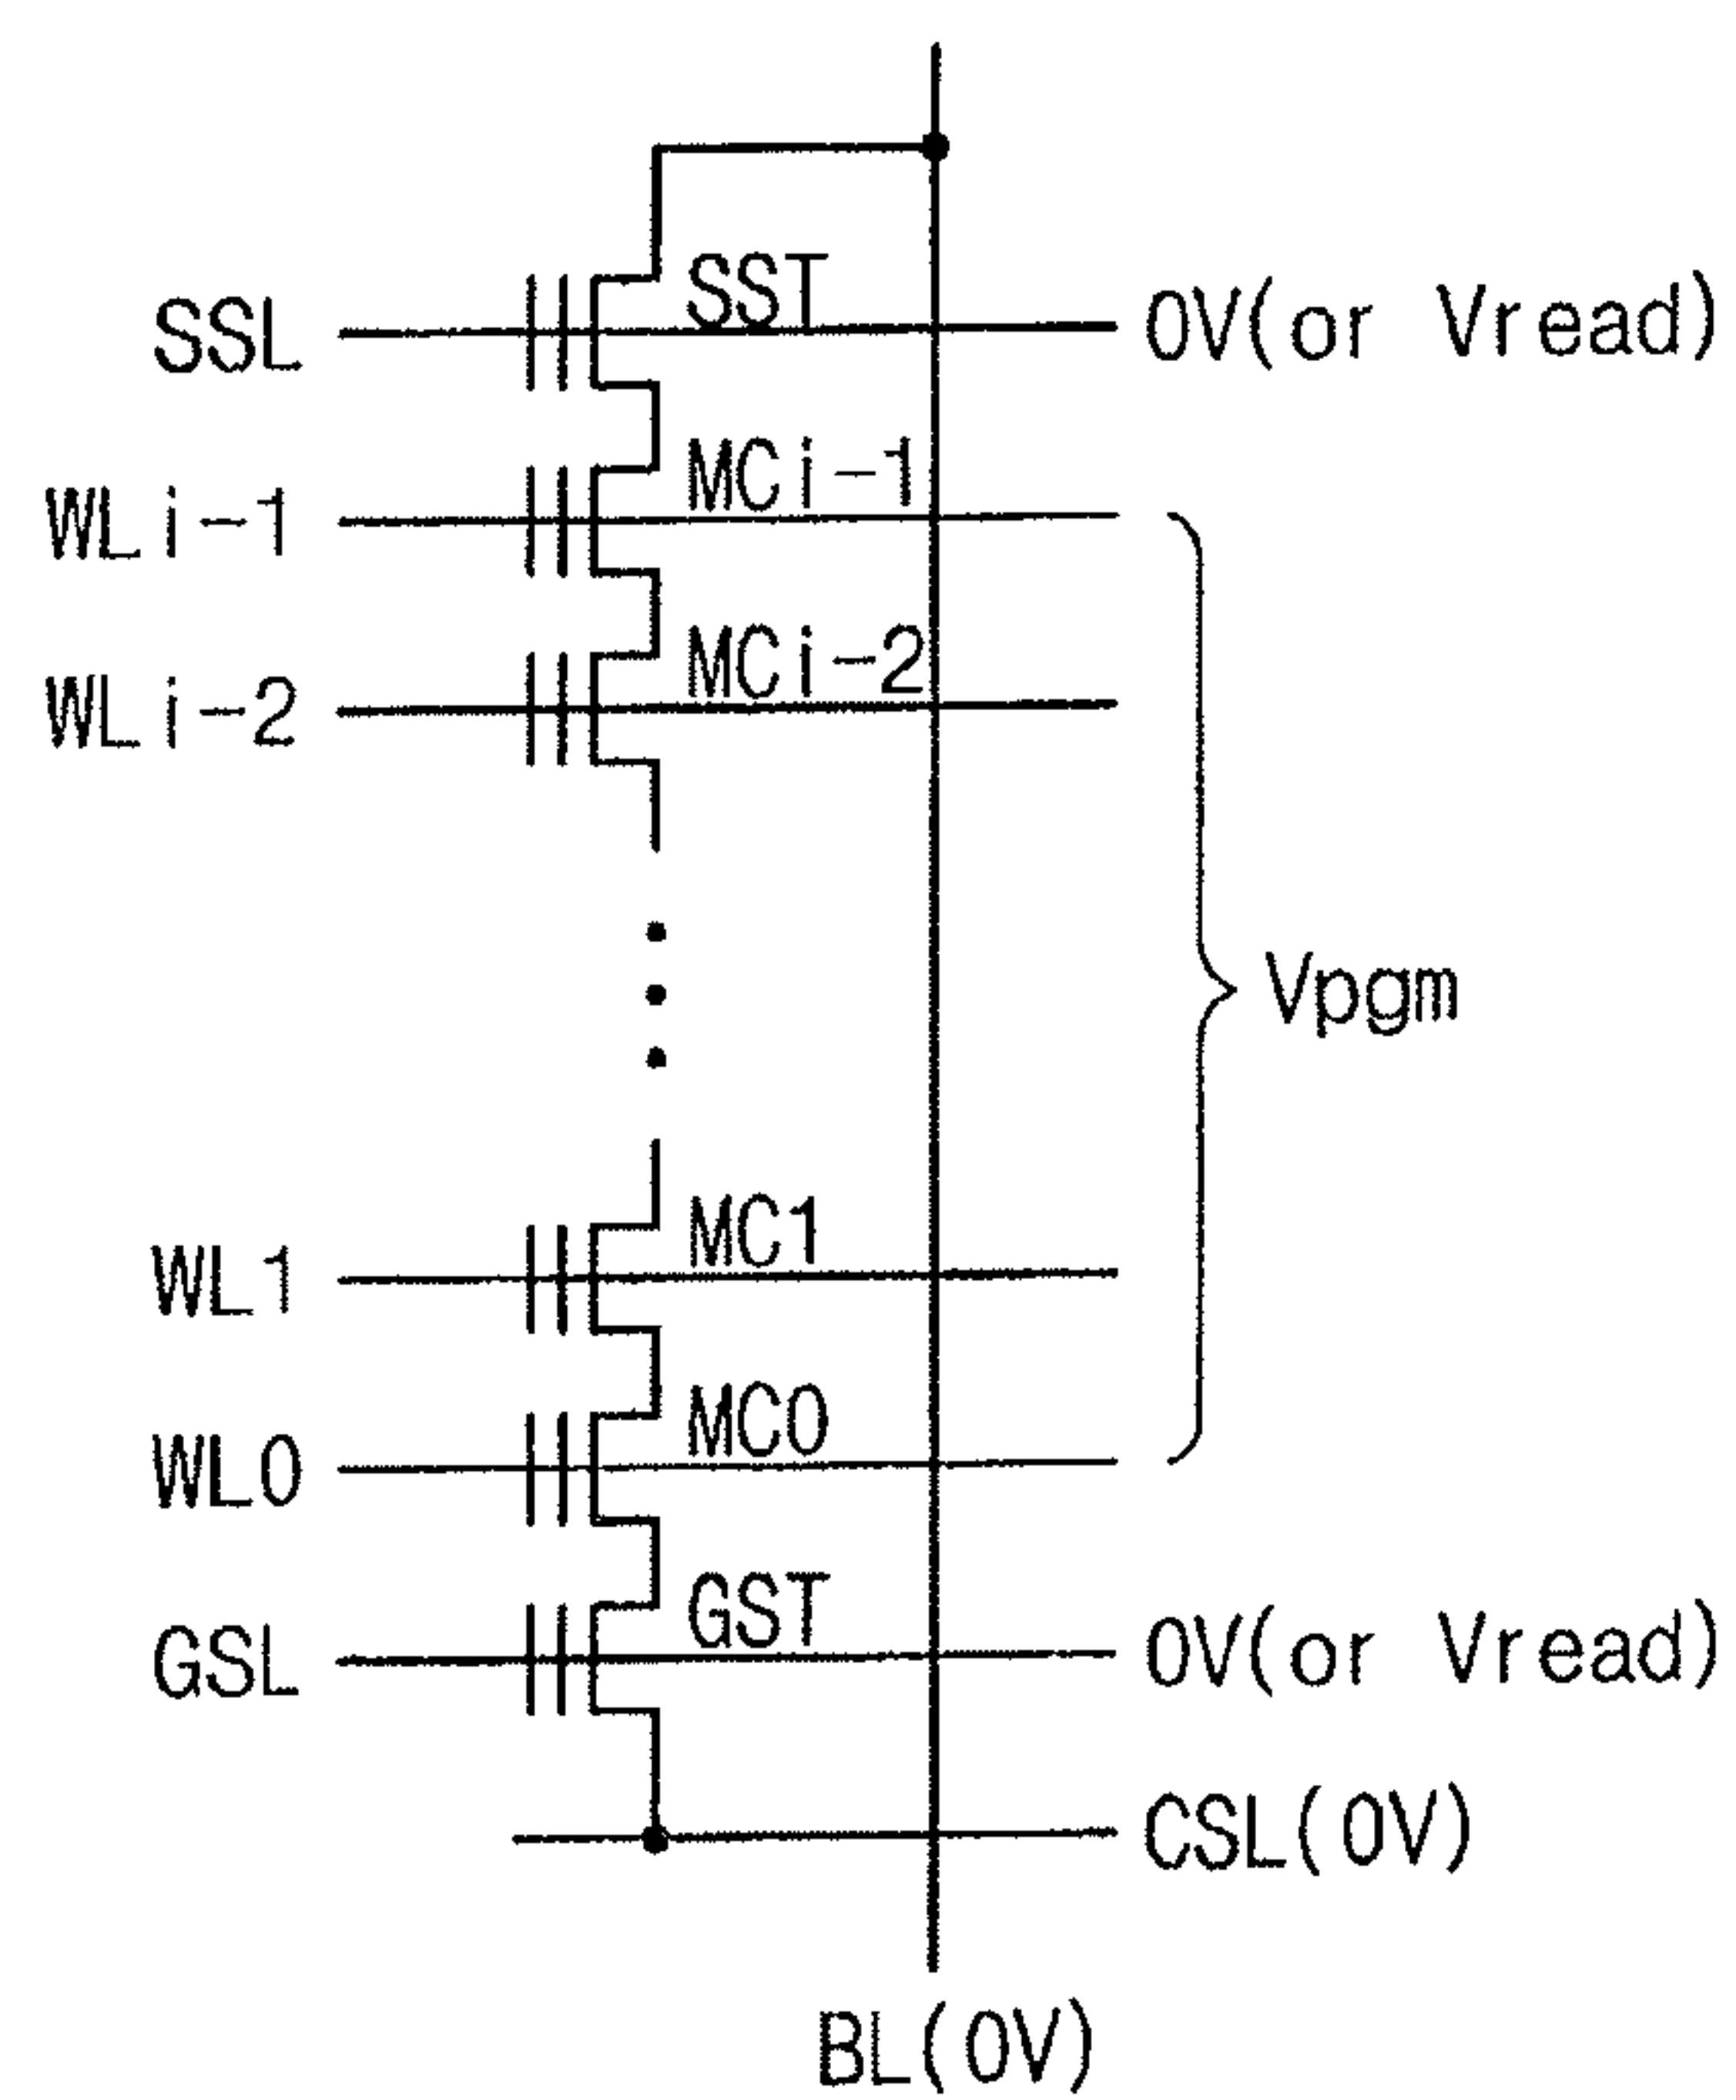 SSL SST 0V(or Vread)
MCi-1
WLi-1
MCi-2
WLi-2
Vpgm
MC1
WL1
MC0
WL0
GST
GSL 0V(or Vread)
CSL(0V)
BL(0V)